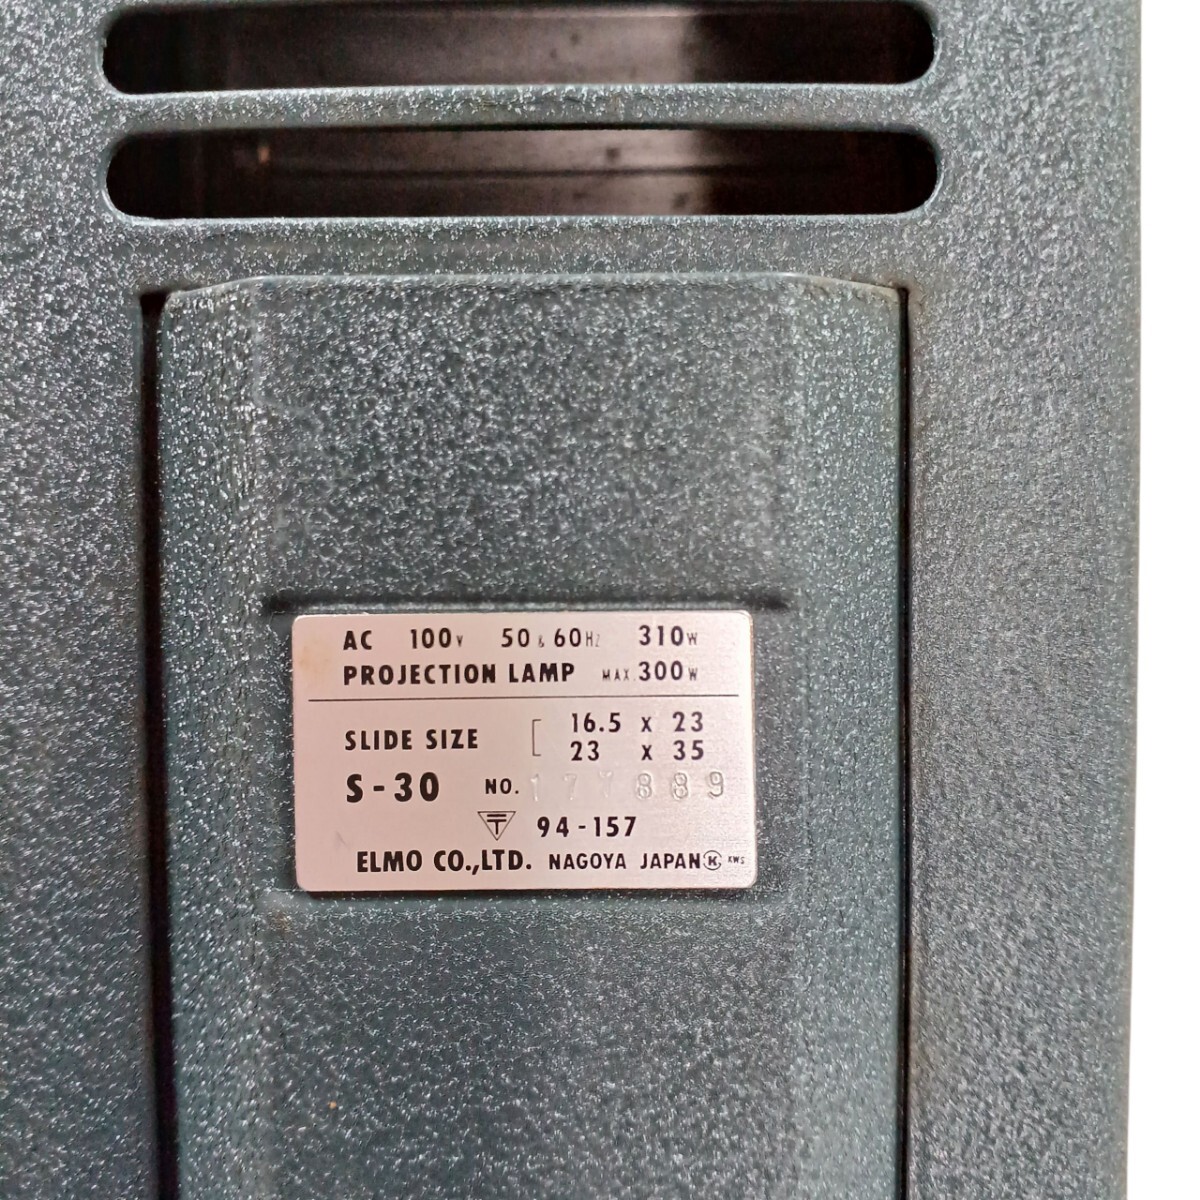 AC 100V 50 & 60Hz 310W
PROJECTION LAMP MAX. 300W
SLIDE SIZE [ 16.5 x 23
23 x 35
S-30 NO. 177889
〒 94-157
ELMO CO.,LTD. NAGOYA JAPAN Ⓚ KWS